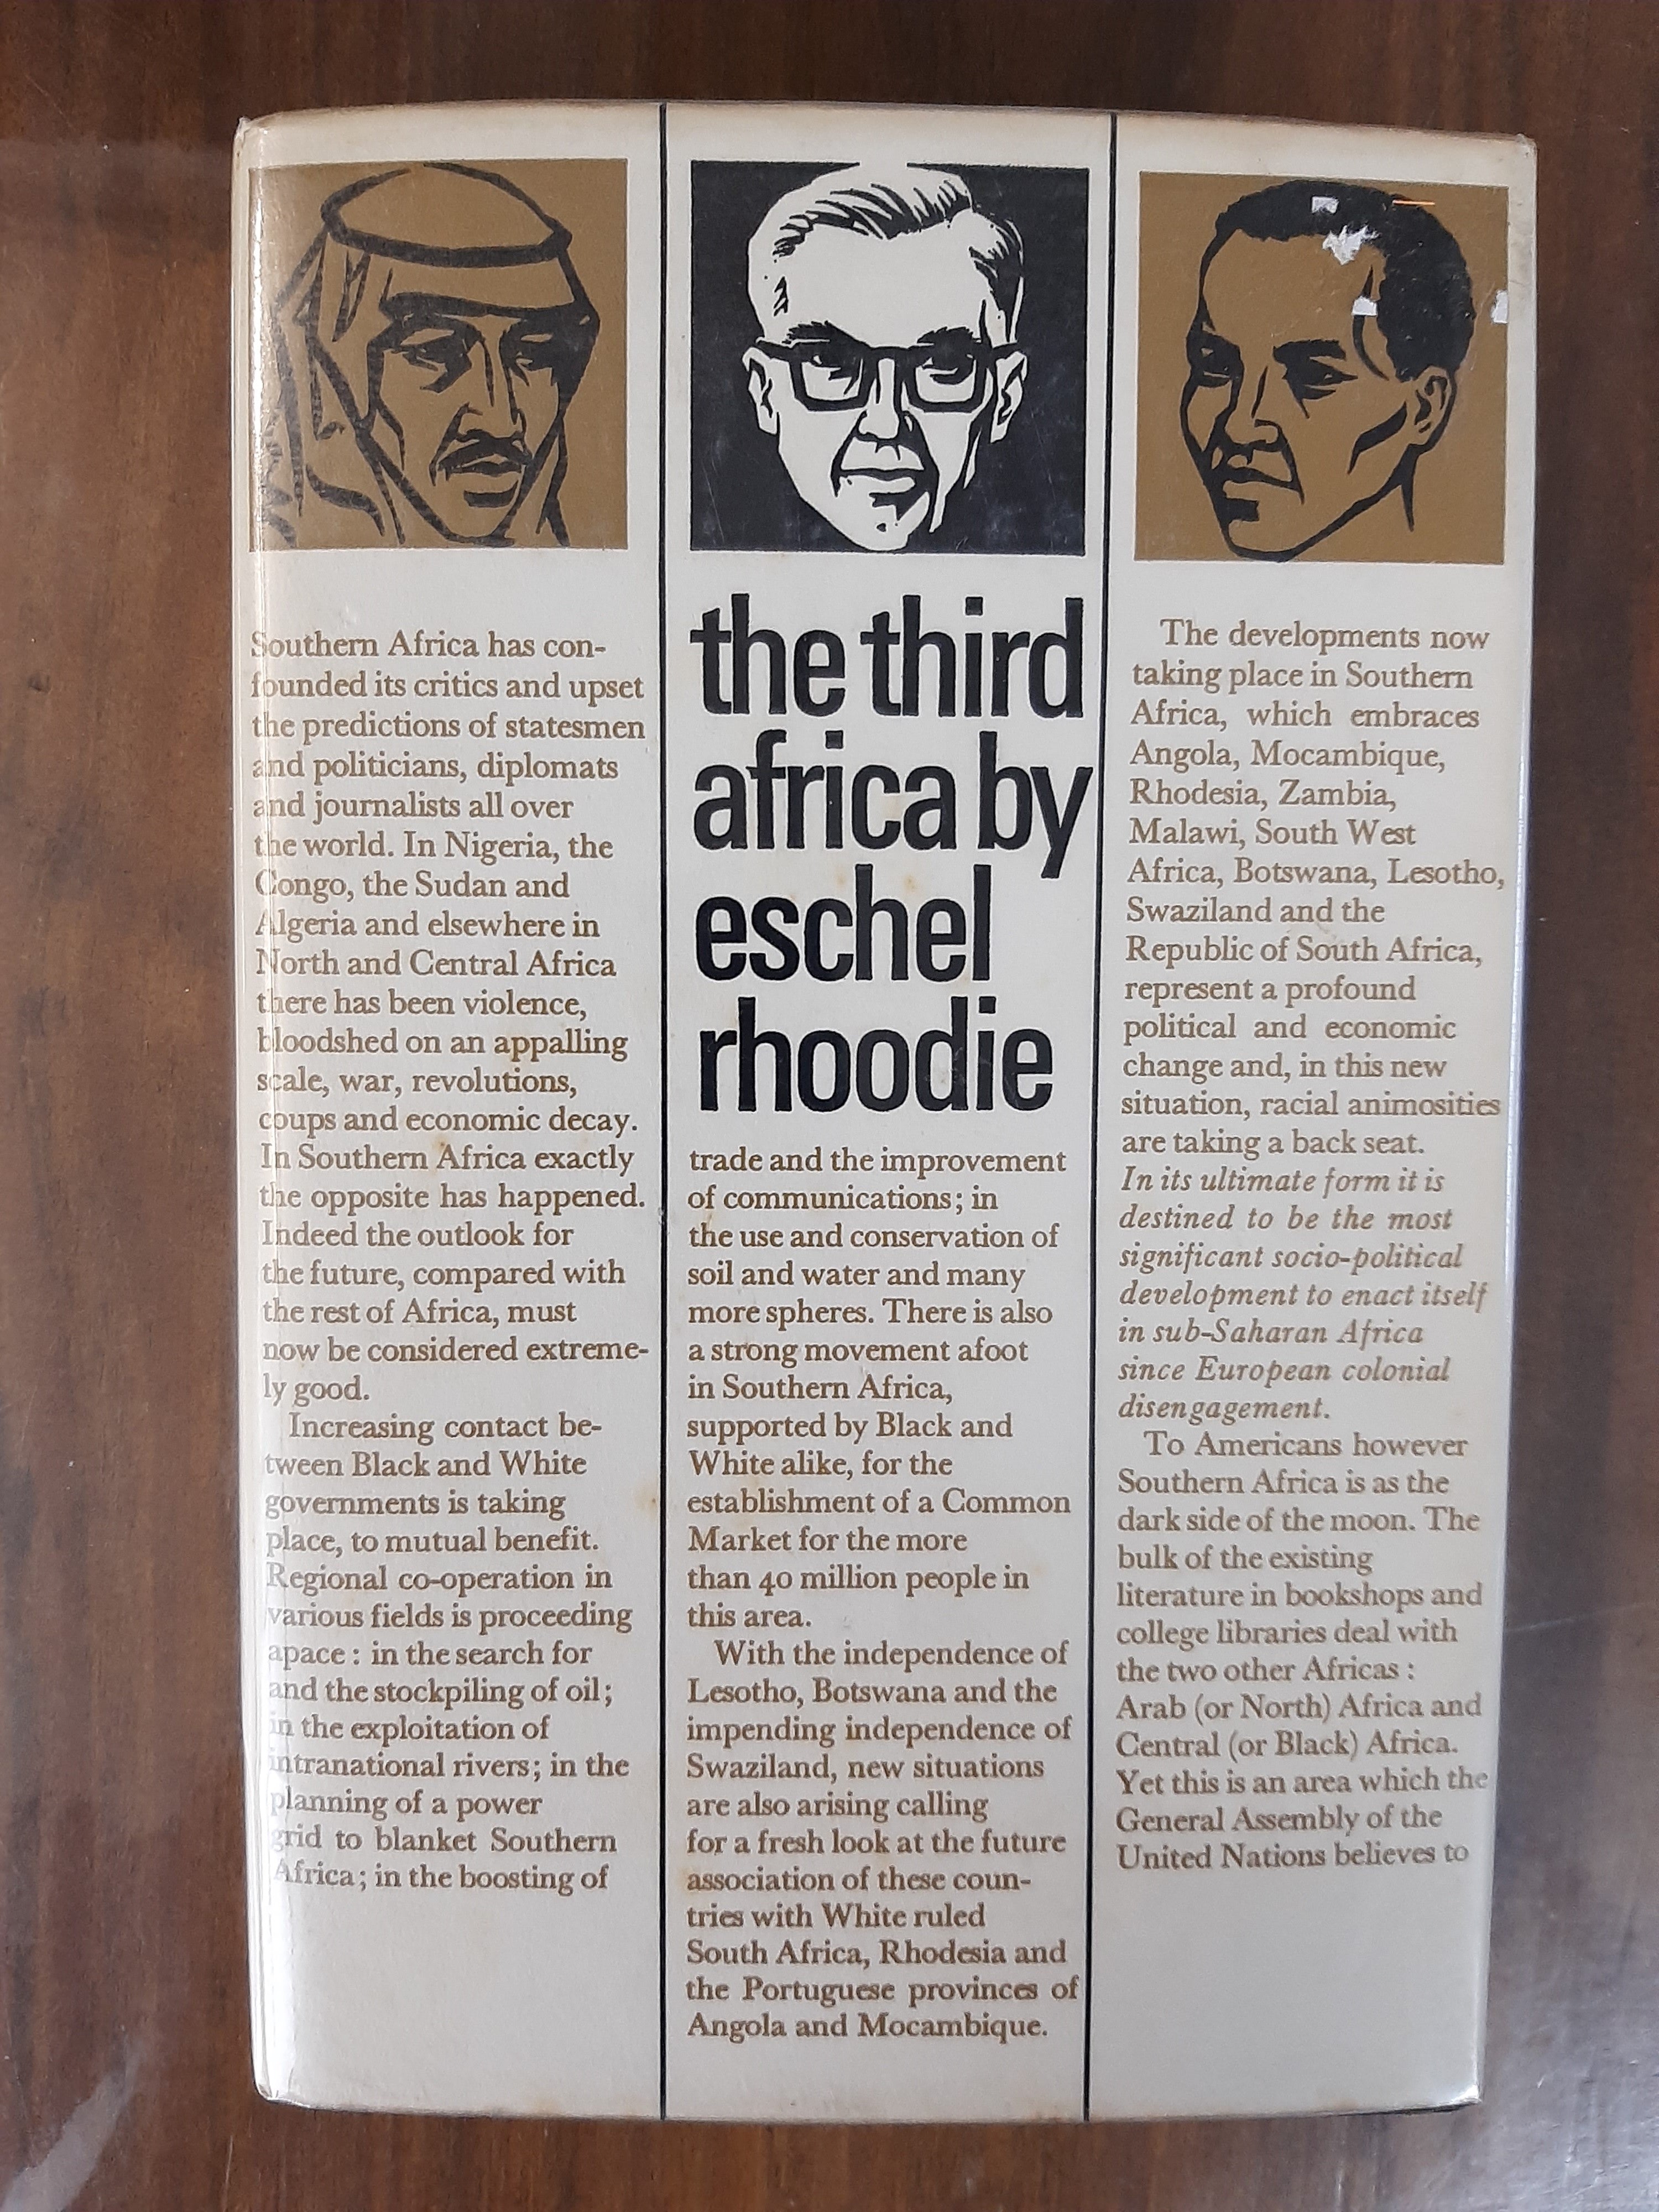 Southern Africa has con-
founded its critics and upset
the predictions of statesmen
and politicians, diplomats
and journalists all over
the world. In Nigeria, the
Congo, the Sudan and
Algeria and elsewhere in
North and Central Africa
there has been violence,
bloodshed on an appalling
scale, war, revolutions,
coups and economic decay.
In Southern Africa exactly
the opposite has happened.
Indeed the outlook for
the future, compared with
the rest of Africa, must
now be considered extreme-
ly good.
Increasing contact be-
tween Black and White
governments is taking
place, to mutual benefit.
Regional co-operation in
various fields is proceeding
apace : in the search for
and the stockpiling of oil;
in the exploitation of
intranational rivers; in the
planning of a power
grid to blanket Southern
Africa; in the boosting of
the third
africa by
eschel
rhoodie
trade and the improvement
of communications; in
the use and conservation of
soil and water and many
more spheres. There is also
a strong movement afoot
in Southern Africa,
supported by Black and
White alike, for the
establishment of a Common
Market for the more
than 40 million people in
this area.
With the independence of
Lesotho, Botswana and the
impending independence of
Swaziland, new situations
are also arising calling
for a fresh look at the future
association of these coun-
tries with White ruled
South Africa, Rhodesia and
the Portuguese provinces of
Angola and Mocambique.
The developments now
taking place in Southern
Africa, which embraces
Angola, Mocambique,
Rhodesia, Zambia,
Malawi, South West
Africa, Botswana, Lesotho,
Swaziland and the
Republic of South Africa,
represent a profound
political and economic
change and, in this new
situation, racial animosities
are taking a back seat.
In its ultimate form it is
destined to be the most
significant socio-political
development to enact itself
in sub-Saharan Africa
since European colonial
disengagement.
To Americans however
Southern Africa is as the
dark side of the moon. The
bulk of the existing
literature in bookshops and
college libraries deal with
the two other Africas :
Arab (or North) Africa and
Central (or Black) Africa.
Yet this is an area which the
General Assembly of the
United Nations believes to